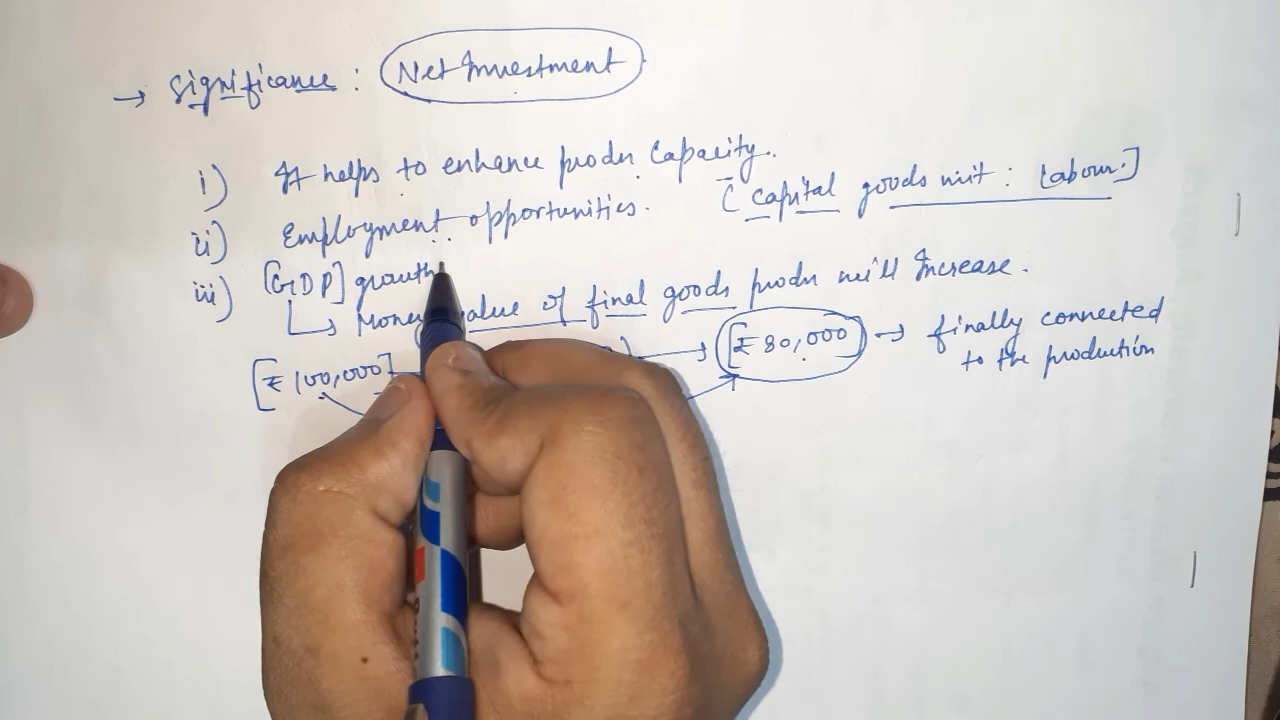 → Significance : Net Investment
i) It helps to enhance prodn Capacity.
ii) Employment opportunities. [Capital goods unit : Labour.]
iii) [GDP] growth
↳ Money value of final goods prodn will Increase.
[₹ 100,000] → [₹ 80,000] → finally connected
to the production